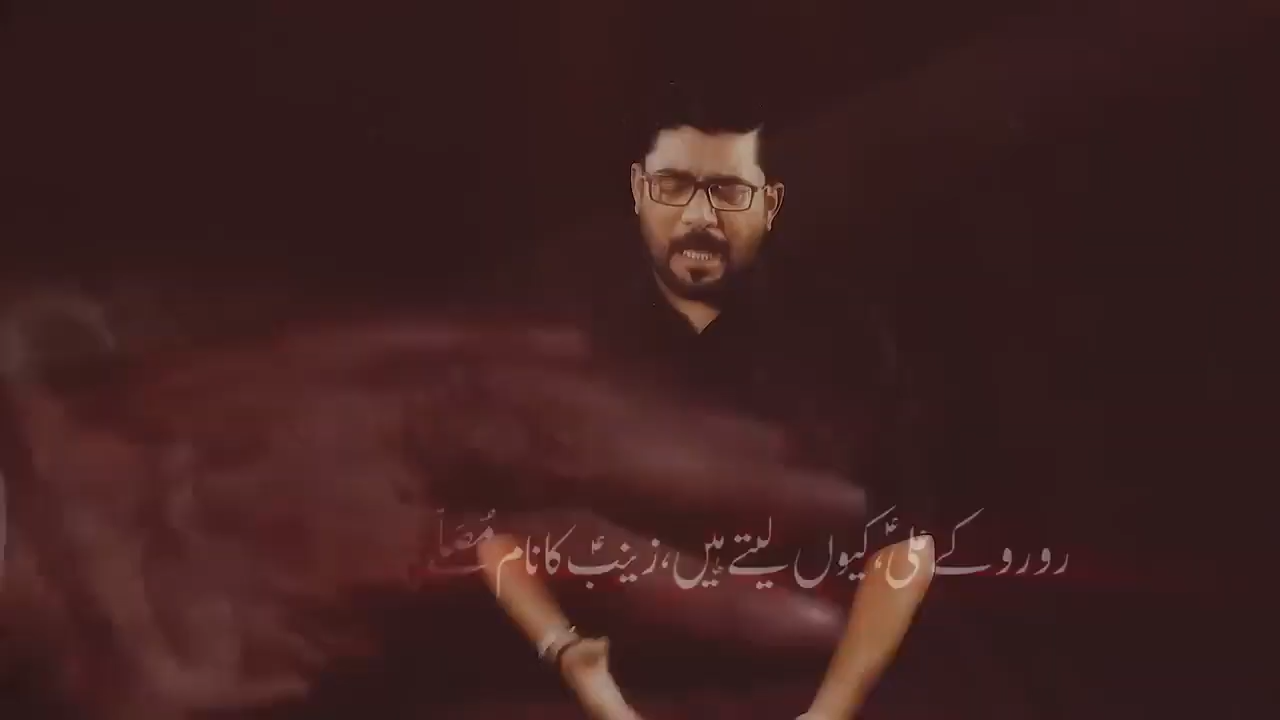 رو رو کے علیؑ، کیوں لیتے ہیں، زینبؑ کا نام